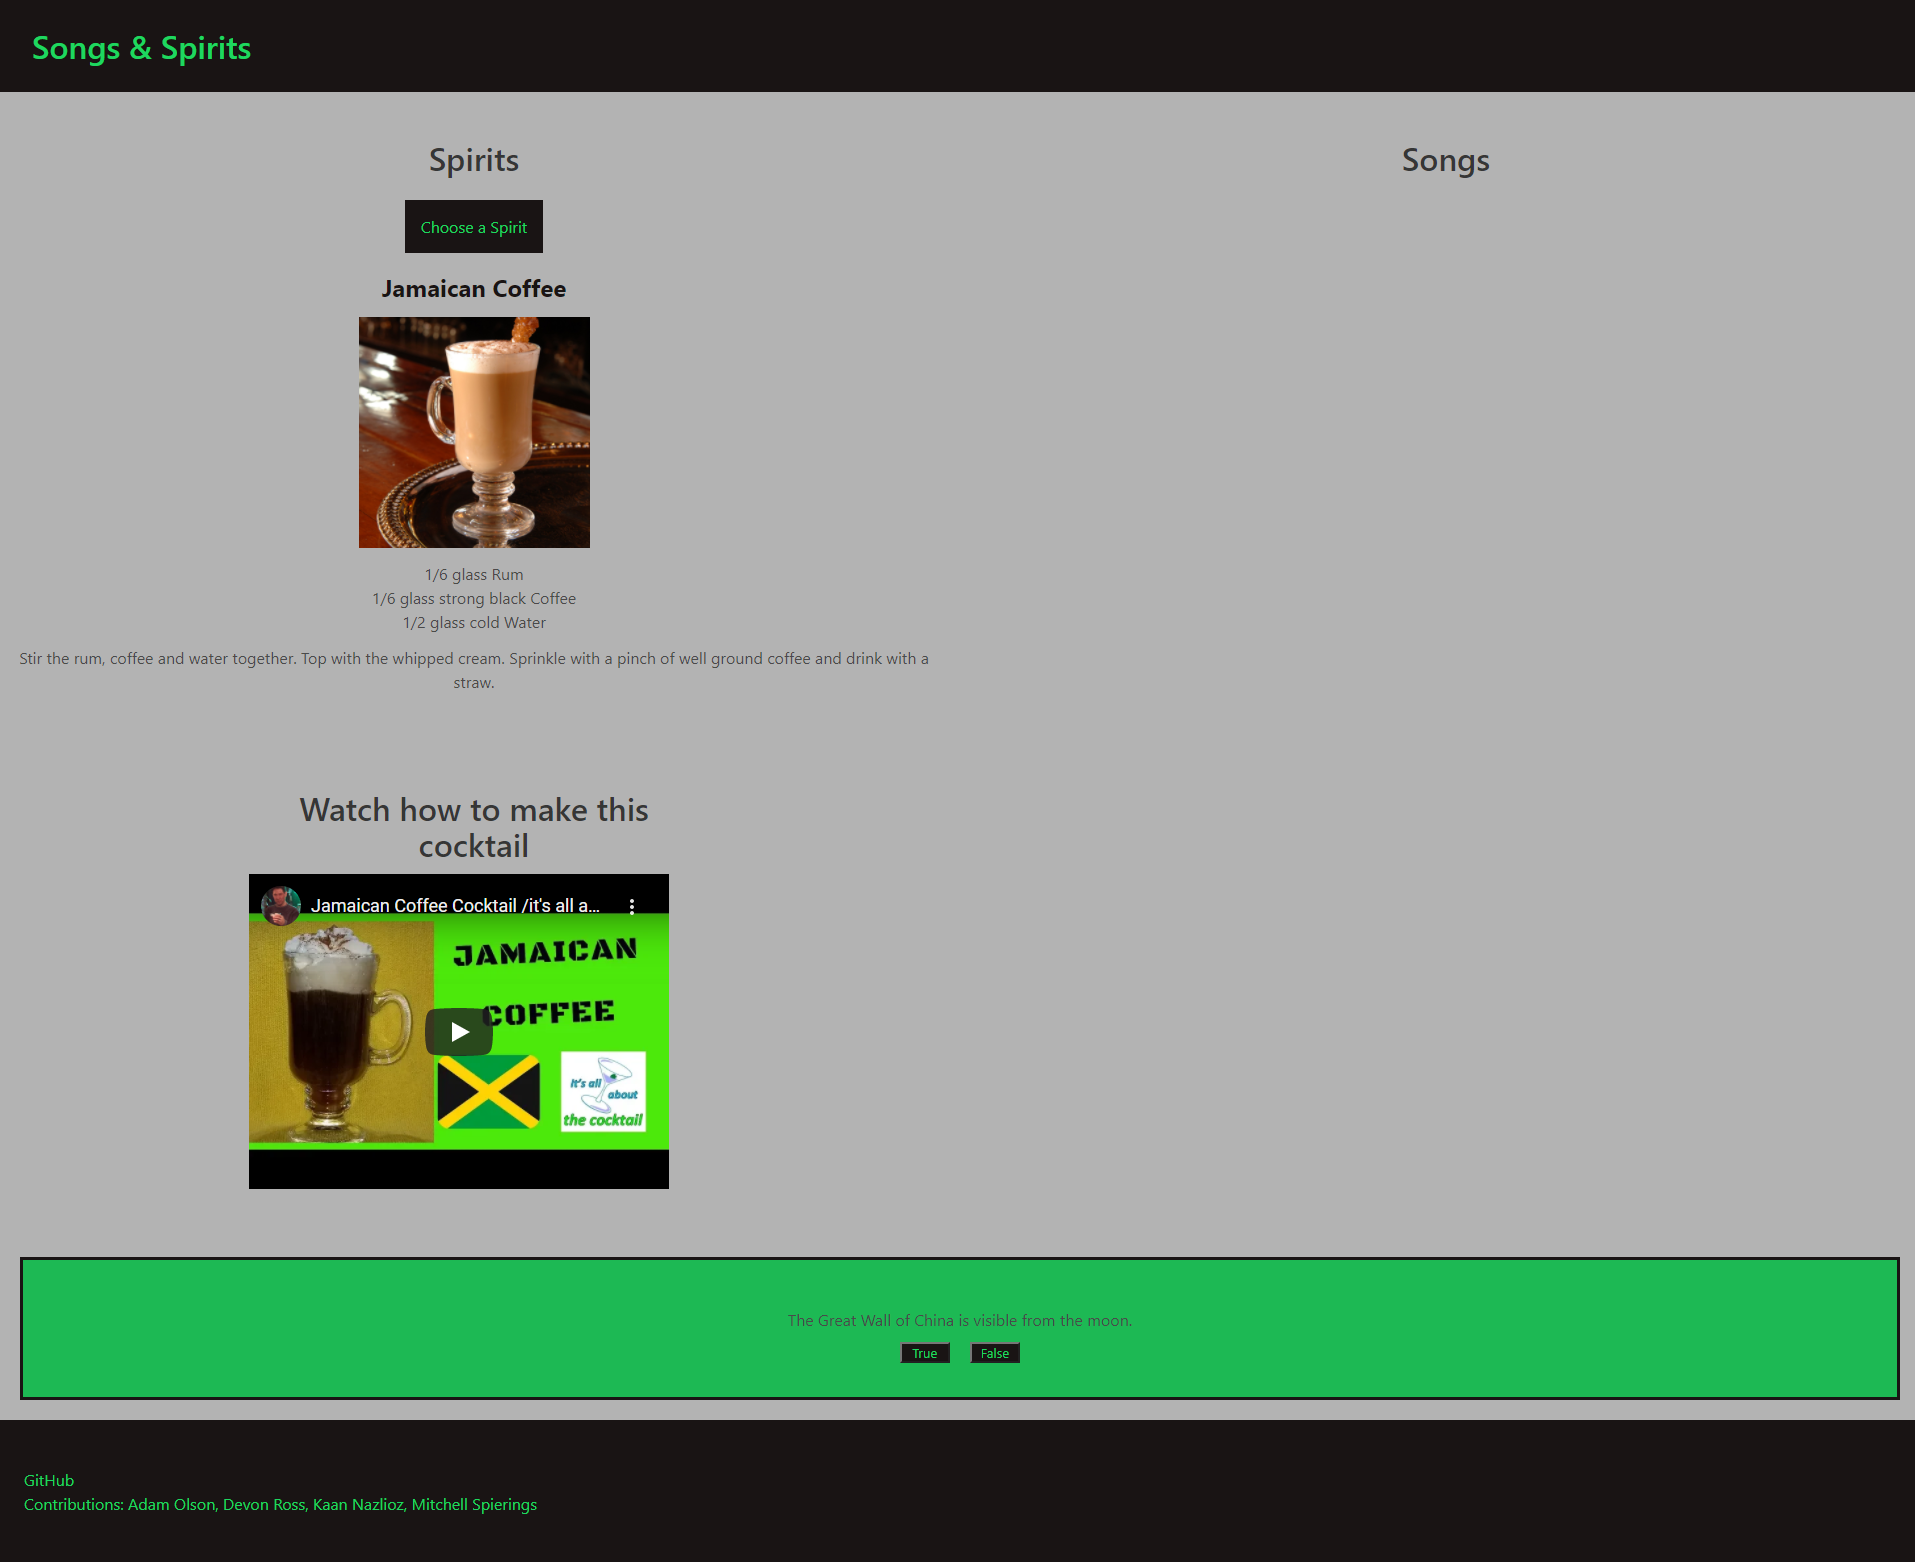 Songs & Spirits
Spirits
Choose a Spirit
Jamaican Coffee
1/6 glass Rum
1/6 glass strong black Coffee
1/2 glass cold Water
Stir the rum, coffee and water together. Top with the whipped cream. Sprinkle with a pinch of well ground coffee and drink with a
straw.
Watch how to make this
cocktail
Jamaican Coffee Cocktail /it's all a...
JAMAICAN
COFFEE
it's all
about
the cocktail
Songs
The Great Wall of China is visible from the moon.
True False
GitHub
Contributions: Adam Olson, Devon Ross, Kaan Nazlioz, Mitchell Spierings